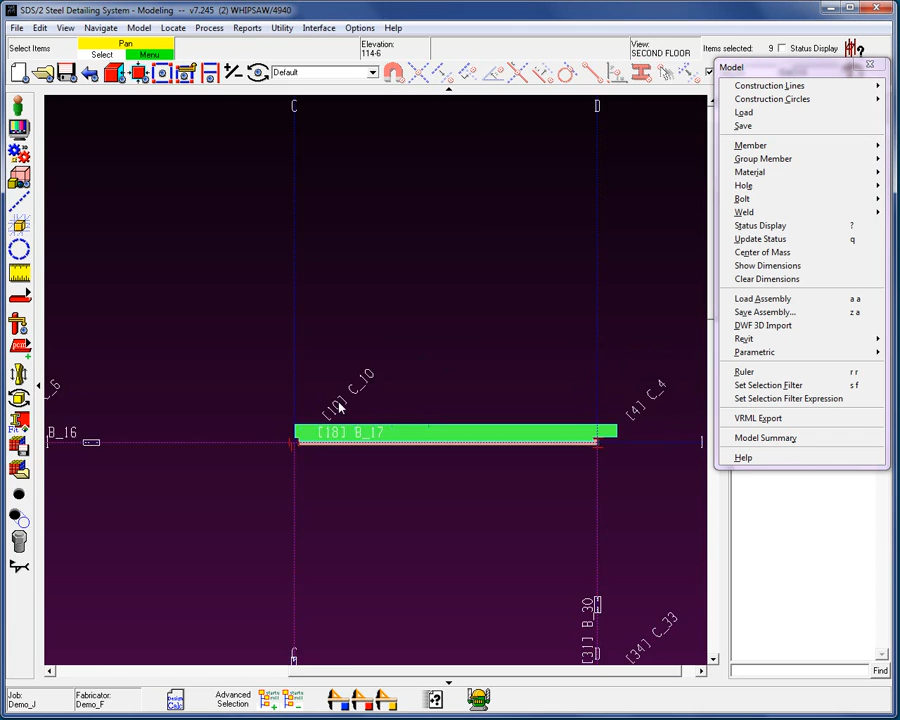 SDS/2 Steel Detailing System - Modeling -- v7.245 (2) WHIPSAW/4940
File Edit View Navigate Model Locate Process Reports Utility Interface Options Help
Select Items
Pan
Select
Menu
Elevation:
114-6
View:
SECOND FLOOR
Items selected: 9
Status Display
Default
Model
Construction Lines
Construction Circles
Load
Save
Member
Group Member
Material
Hole
Bolt
Weld
Status Display ?
Update Status q
Center of Mass
Show Dimensions
Clear Dimensions
Load Assembly a a
Save Assembly... z a
DWF 3D Import
Revit
Parametric
Ruler r r
Set Selection Filter s f
Set Selection Filter Expression
VRML Export
Model Summary
Help
C
D
C_6
[10] C_10
[4] C_4
B_16
[18] B_17
[31] B_30
[34] C_33
C
D
Find
Job:
Demo_J
Fabricator:
Demo_F
Design
Calc
Advanced
Selection